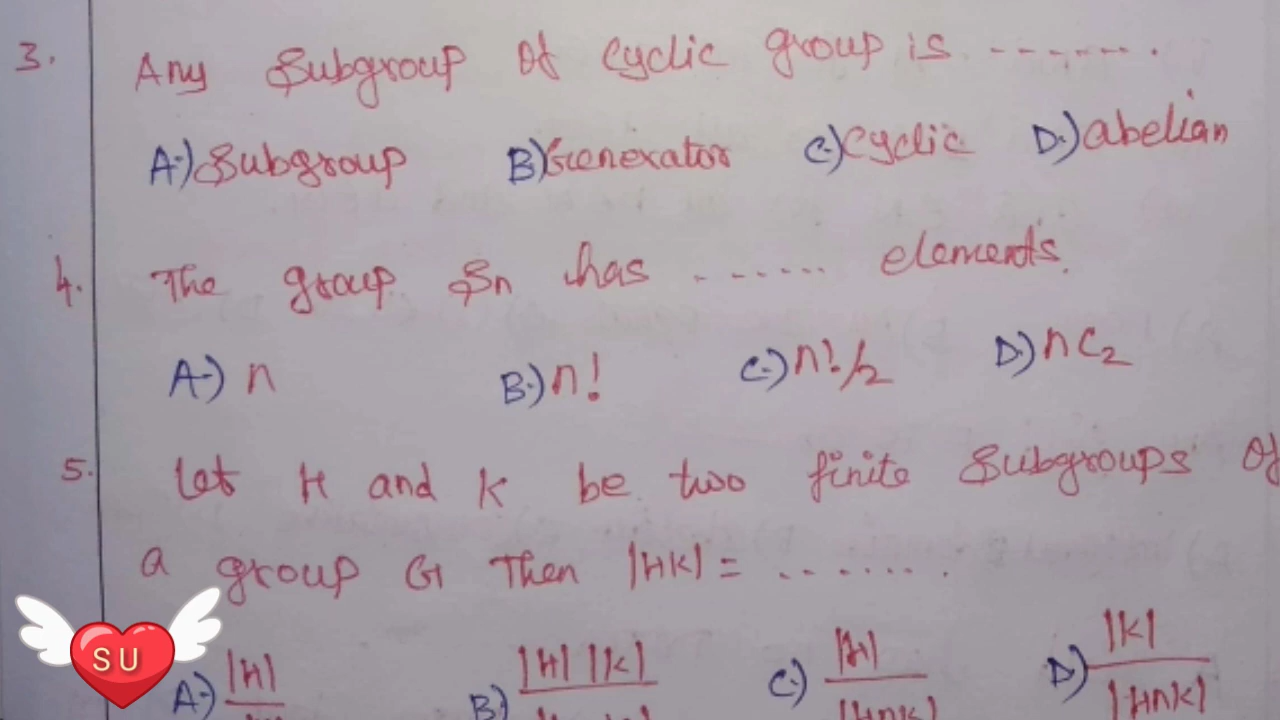 3. Any Subgroup of cyclic group is -------.
A.) Subgroup B.) Generator C.) Cyclic D.) abelian
4. The group Sn has ------- elements.
A.) n B.) n! C.) n!/2 D.) nC₂
5. Let H and K be two finite Subgroups of
a group G Then |HK| = ........
A.) |H| B.) |H| |K| C.) |H| / |H∩K| D.) |K| / |H∩K|
SU